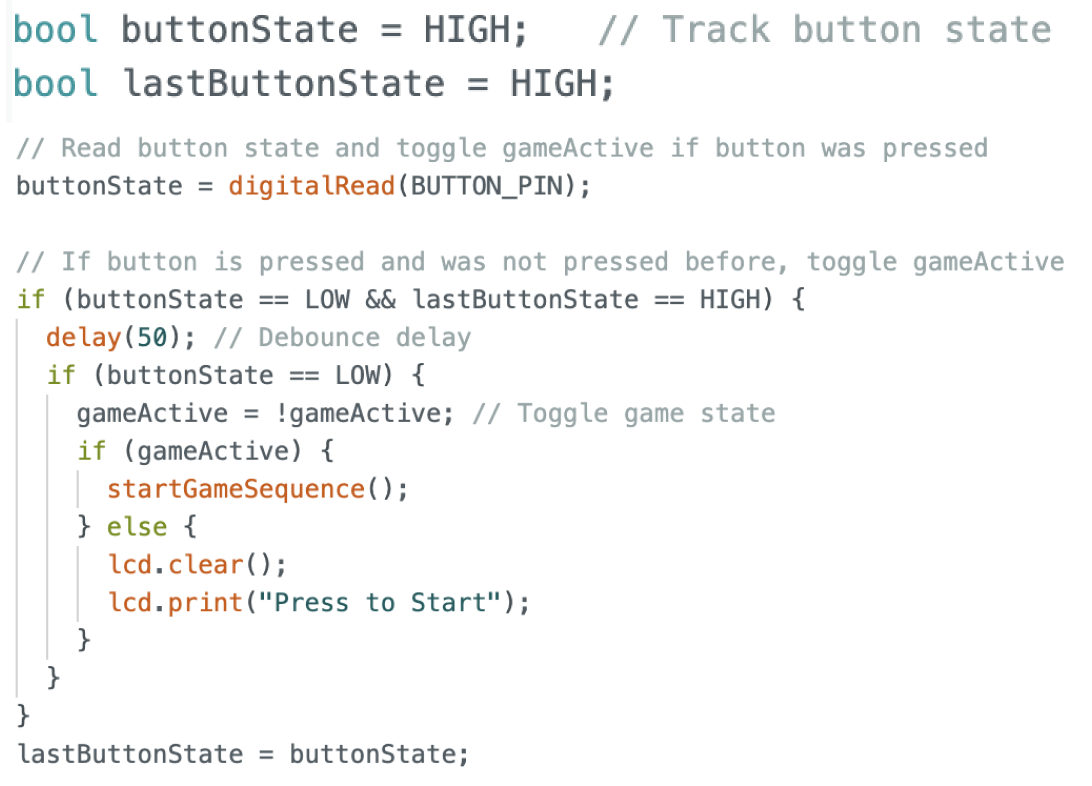 bool buttonState = HIGH;   // Track button state
bool lastButtonState = HIGH;
// Read button state and toggle gameActive if button was pressed
buttonState = digitalRead(BUTTON_PIN);
// If button is pressed and was not pressed before, toggle gameActive
if (buttonState == LOW && lastButtonState == HIGH) {
  delay(50); // Debounce delay
  if (buttonState == LOW) {
    gameActive = !gameActive; // Toggle game state
    if (gameActive) {
      startGameSequence();
    } else {
      lcd.clear();
      lcd.print("Press to Start");
    }
  }
}
lastButtonState = buttonState;